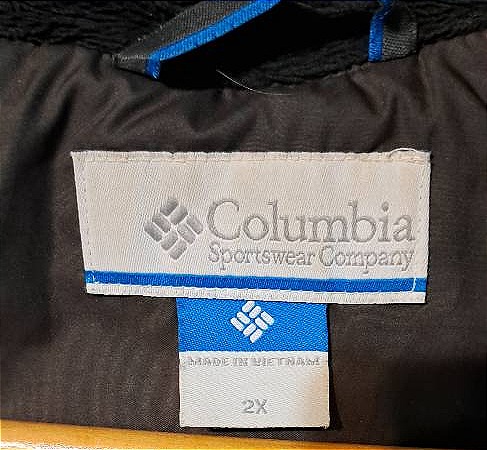 Columbia
Sportswear Company
MADE IN VIETNAM
2X